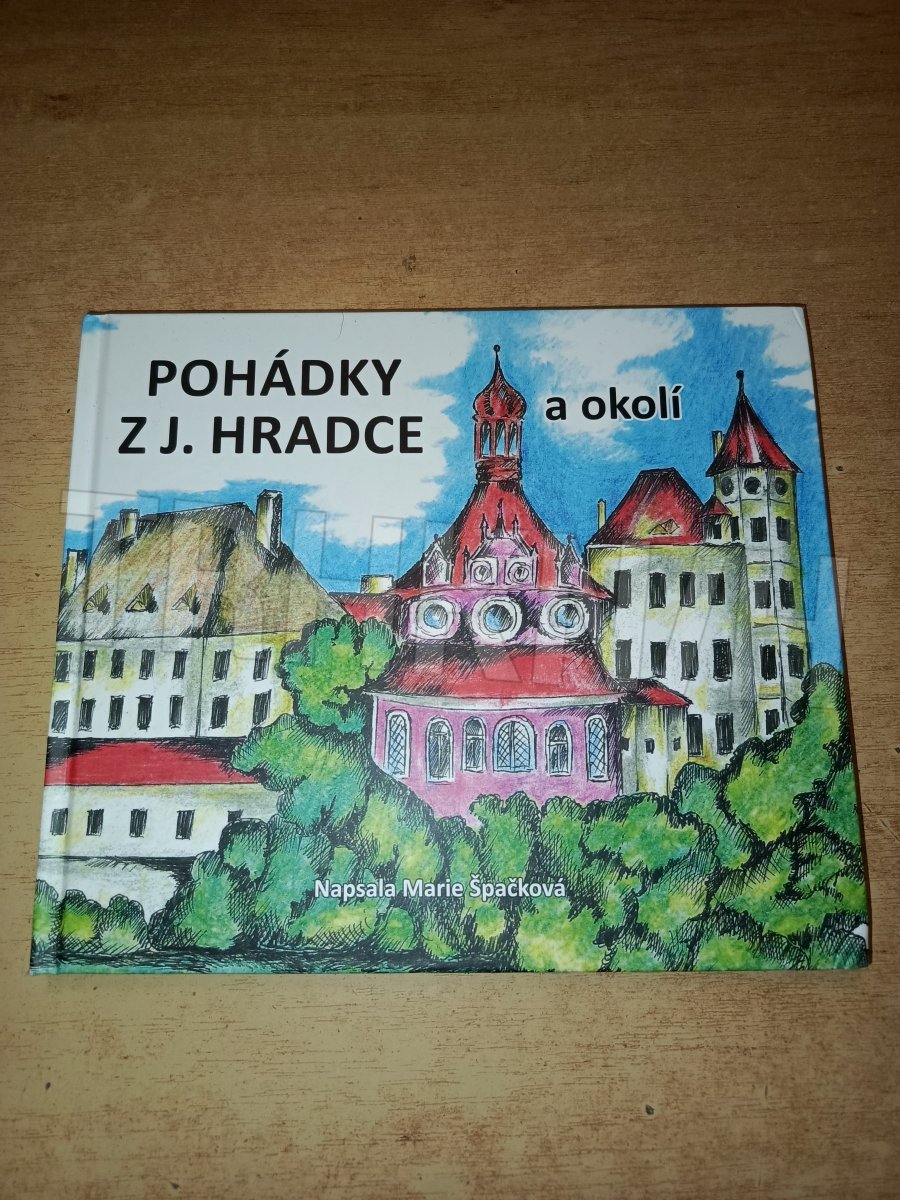 POHÁDKY
Z J. HRADCE
a okolí
Napsala Marie Špačková